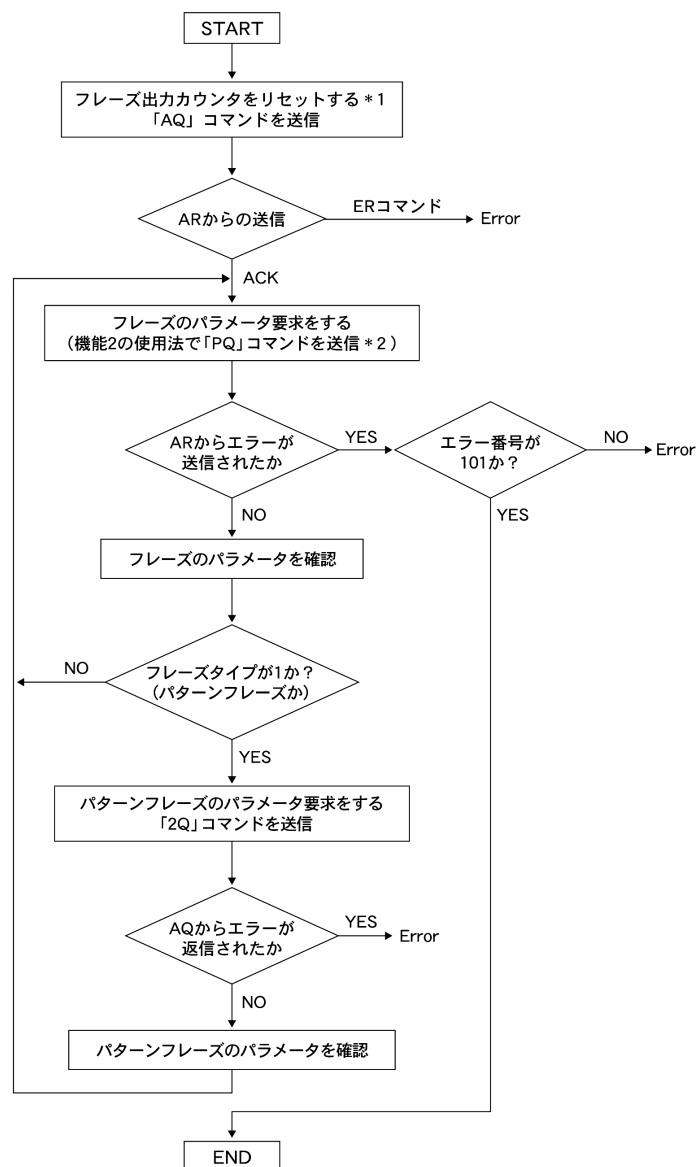 START
フレーズ出力カウンタをリセットする*1
「AQ」コマンドを送信
ARからの送信
ERコマンド
Error
ACK
フレーズのパラメータ要求をする
(機能2の使用法で「PQ」コマンドを送信*2)
ARからエラーが
送信されたか
YES
エラー番号が
101か?
NO
Error
NO
YES
フレーズのパラメータを確認
フレーズタイプが1か?
(パターンフレーズか)
NO
YES
パターンフレーズのパラメータ要求をする
「2Q」コマンドを送信
AQからエラーが
返信されたか
YES
Error
NO
パターンフレーズのパラメータを確認
END